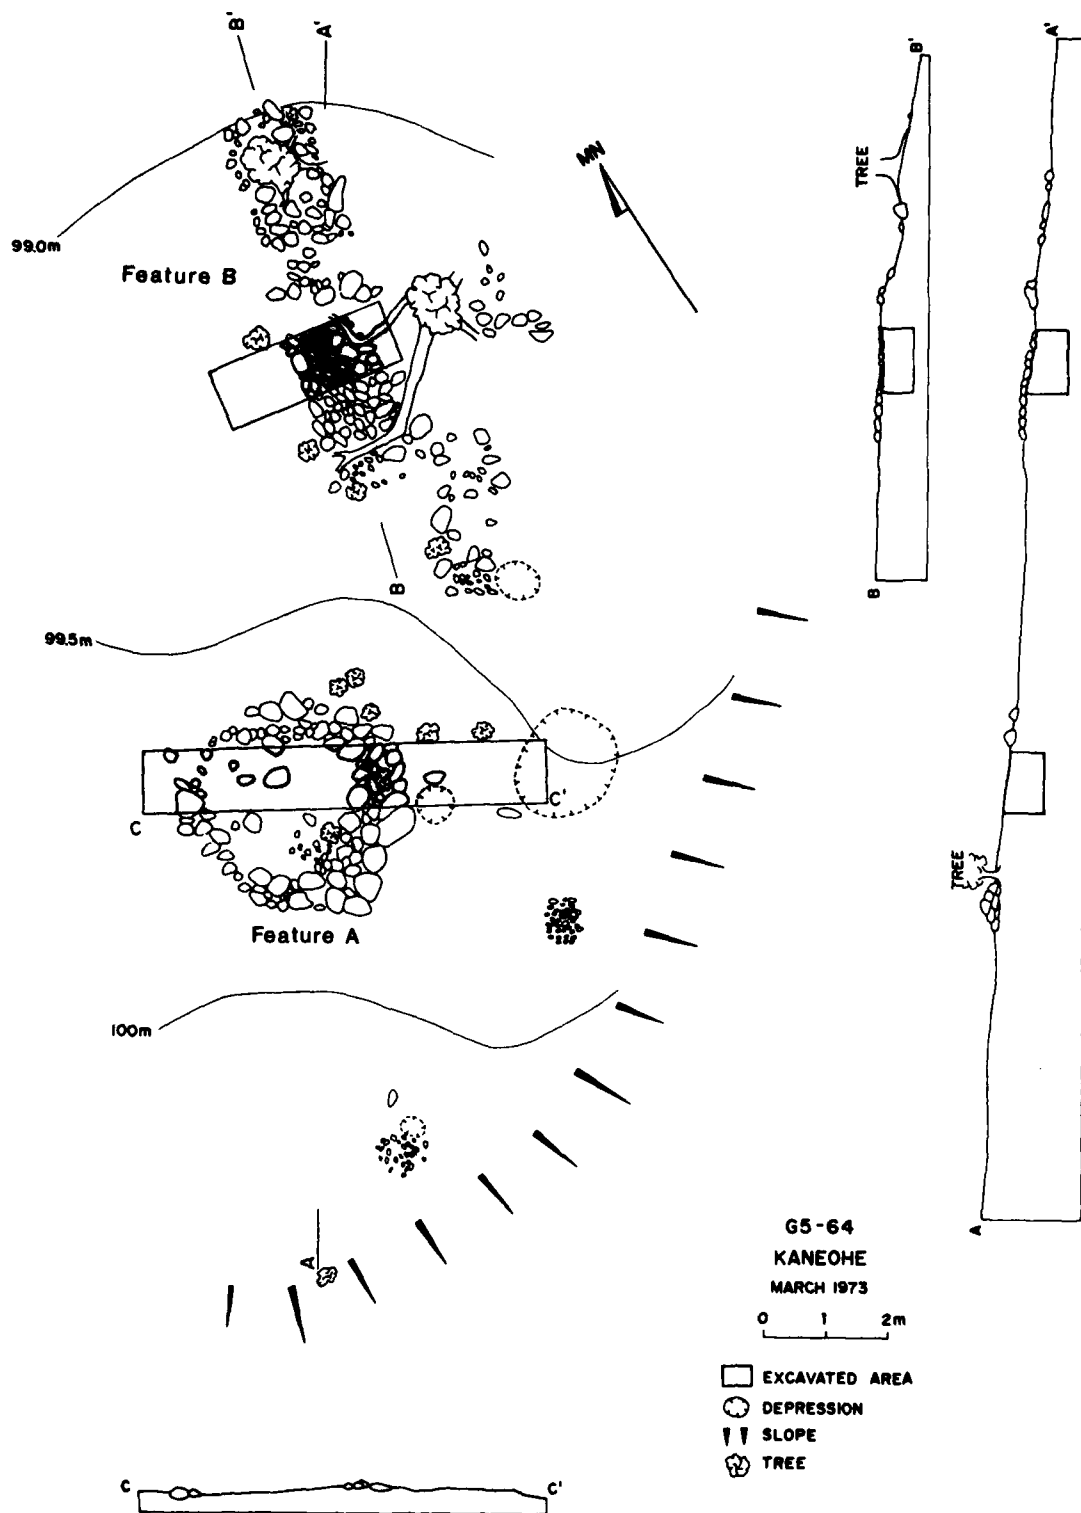 B'
A'
B'
A'
MN
TREE
99.0m
Feature B
B
B
99.5m
C
C'
TREE
Feature A
100m
A
A
G5-64
KANEOHE
MARCH 1973
0 1 2m
EXCAVATED AREA
DEPRESSION
SLOPE
TREE
C
C'